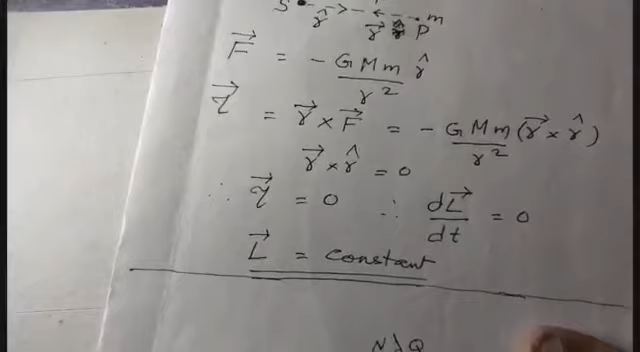 S r̂ r⃗ P m
F⃗ = - GMm/r² r̂
τ⃗ = r⃗ × F⃗ = - GMm/r² (r⃗ × r̂)
r⃗ × r̂ = 0
∴ τ⃗ = 0 ∴ dL⃗/dt = 0
L⃗ = constant
N Q